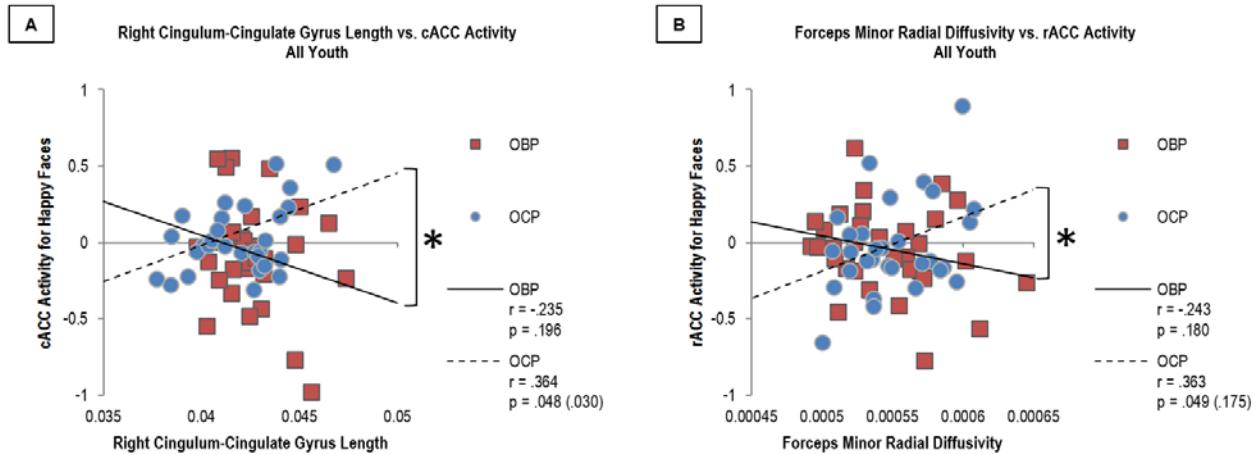 A
Right Cingulum-Cingulate Gyrus Length vs. cACC Activity
All Youth
cACC Activity for Happy Faces
1
0.5
0
-0.5
-1
0.035
0.04
0.045
0.05
Right Cingulum-Cingulate Gyrus Length
*
OBP
OCP
OBP
r = -.235
p = .196
OCP
r = .364
p = .048 (.030)
B
Forceps Minor Radial Diffusivity vs. rACC Activity
All Youth
rACC Activity for Happy Faces
1
0.5
0
-0.5
-1
0.00045
0.0005
0.00055
0.0006
0.00065
Forceps Minor Radial Diffusivity
*
OBP
OCP
OBP
r = -.243
p = .180
OCP
r = .363
p = .049 (.175)